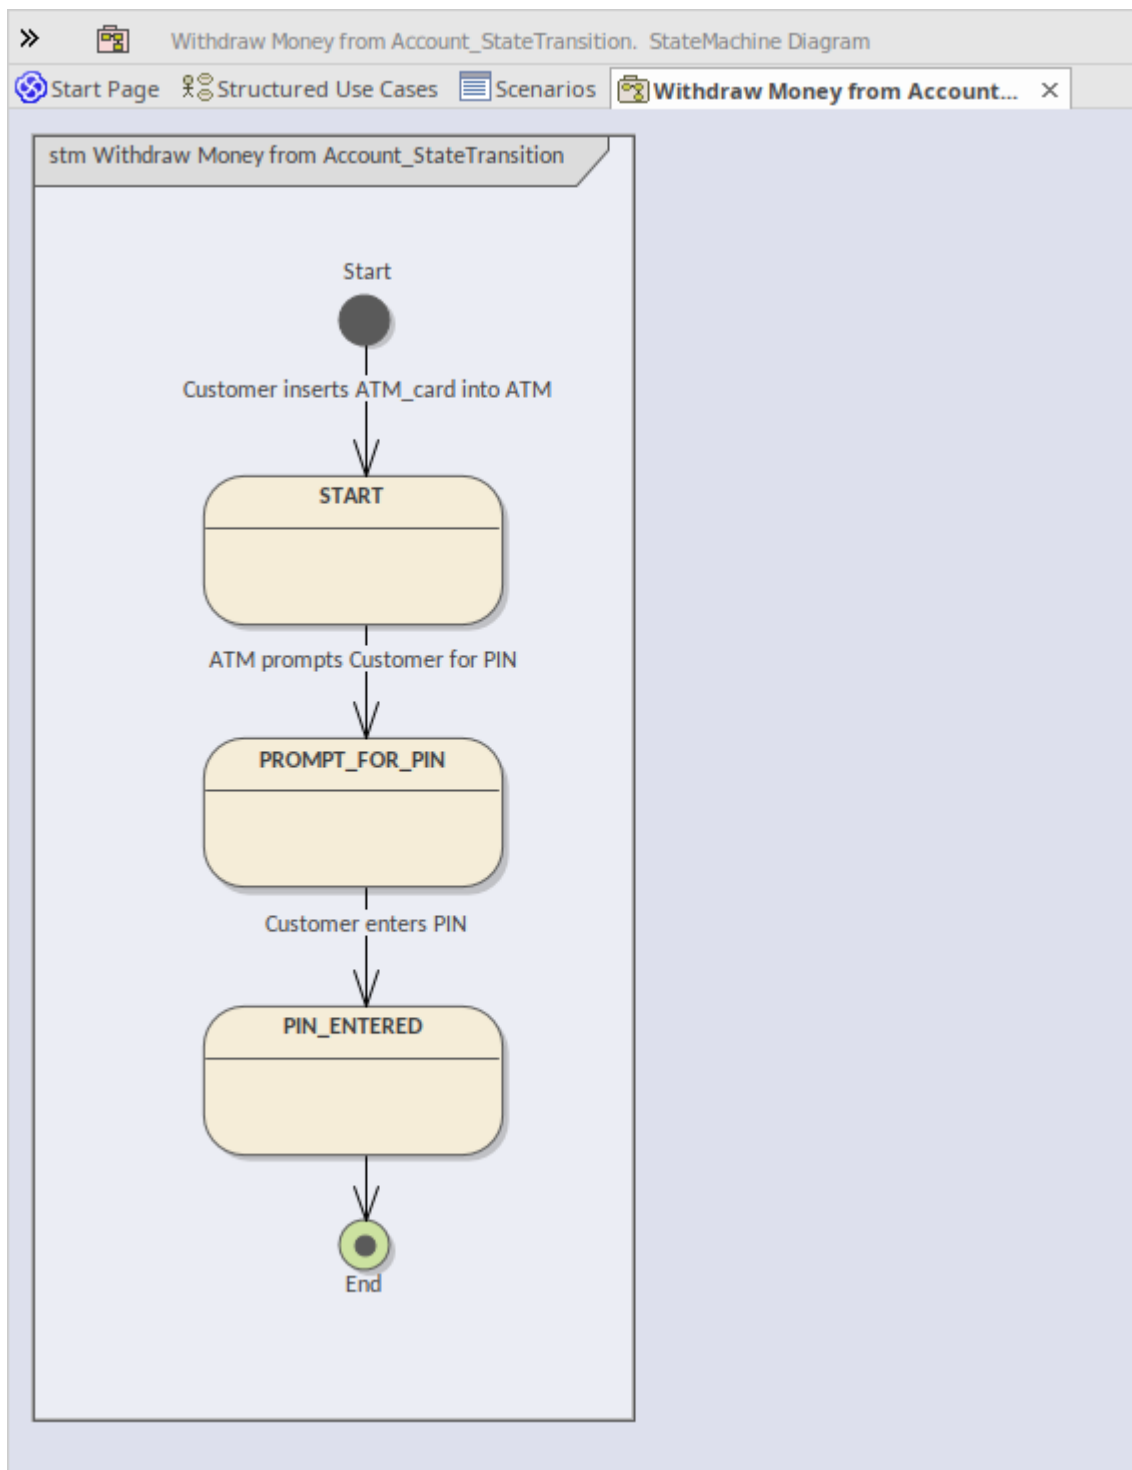 Withdraw Money from Account_StateTransition.  StateMachine Diagram
Start Page
Structured Use Cases
Scenarios
Withdraw Money from Account...
stm Withdraw Money from Account_StateTransition
Start
Customer inserts ATM_card into ATM
START
ATM prompts Customer for PIN
PROMPT_FOR_PIN
Customer enters PIN
PIN_ENTERED
End